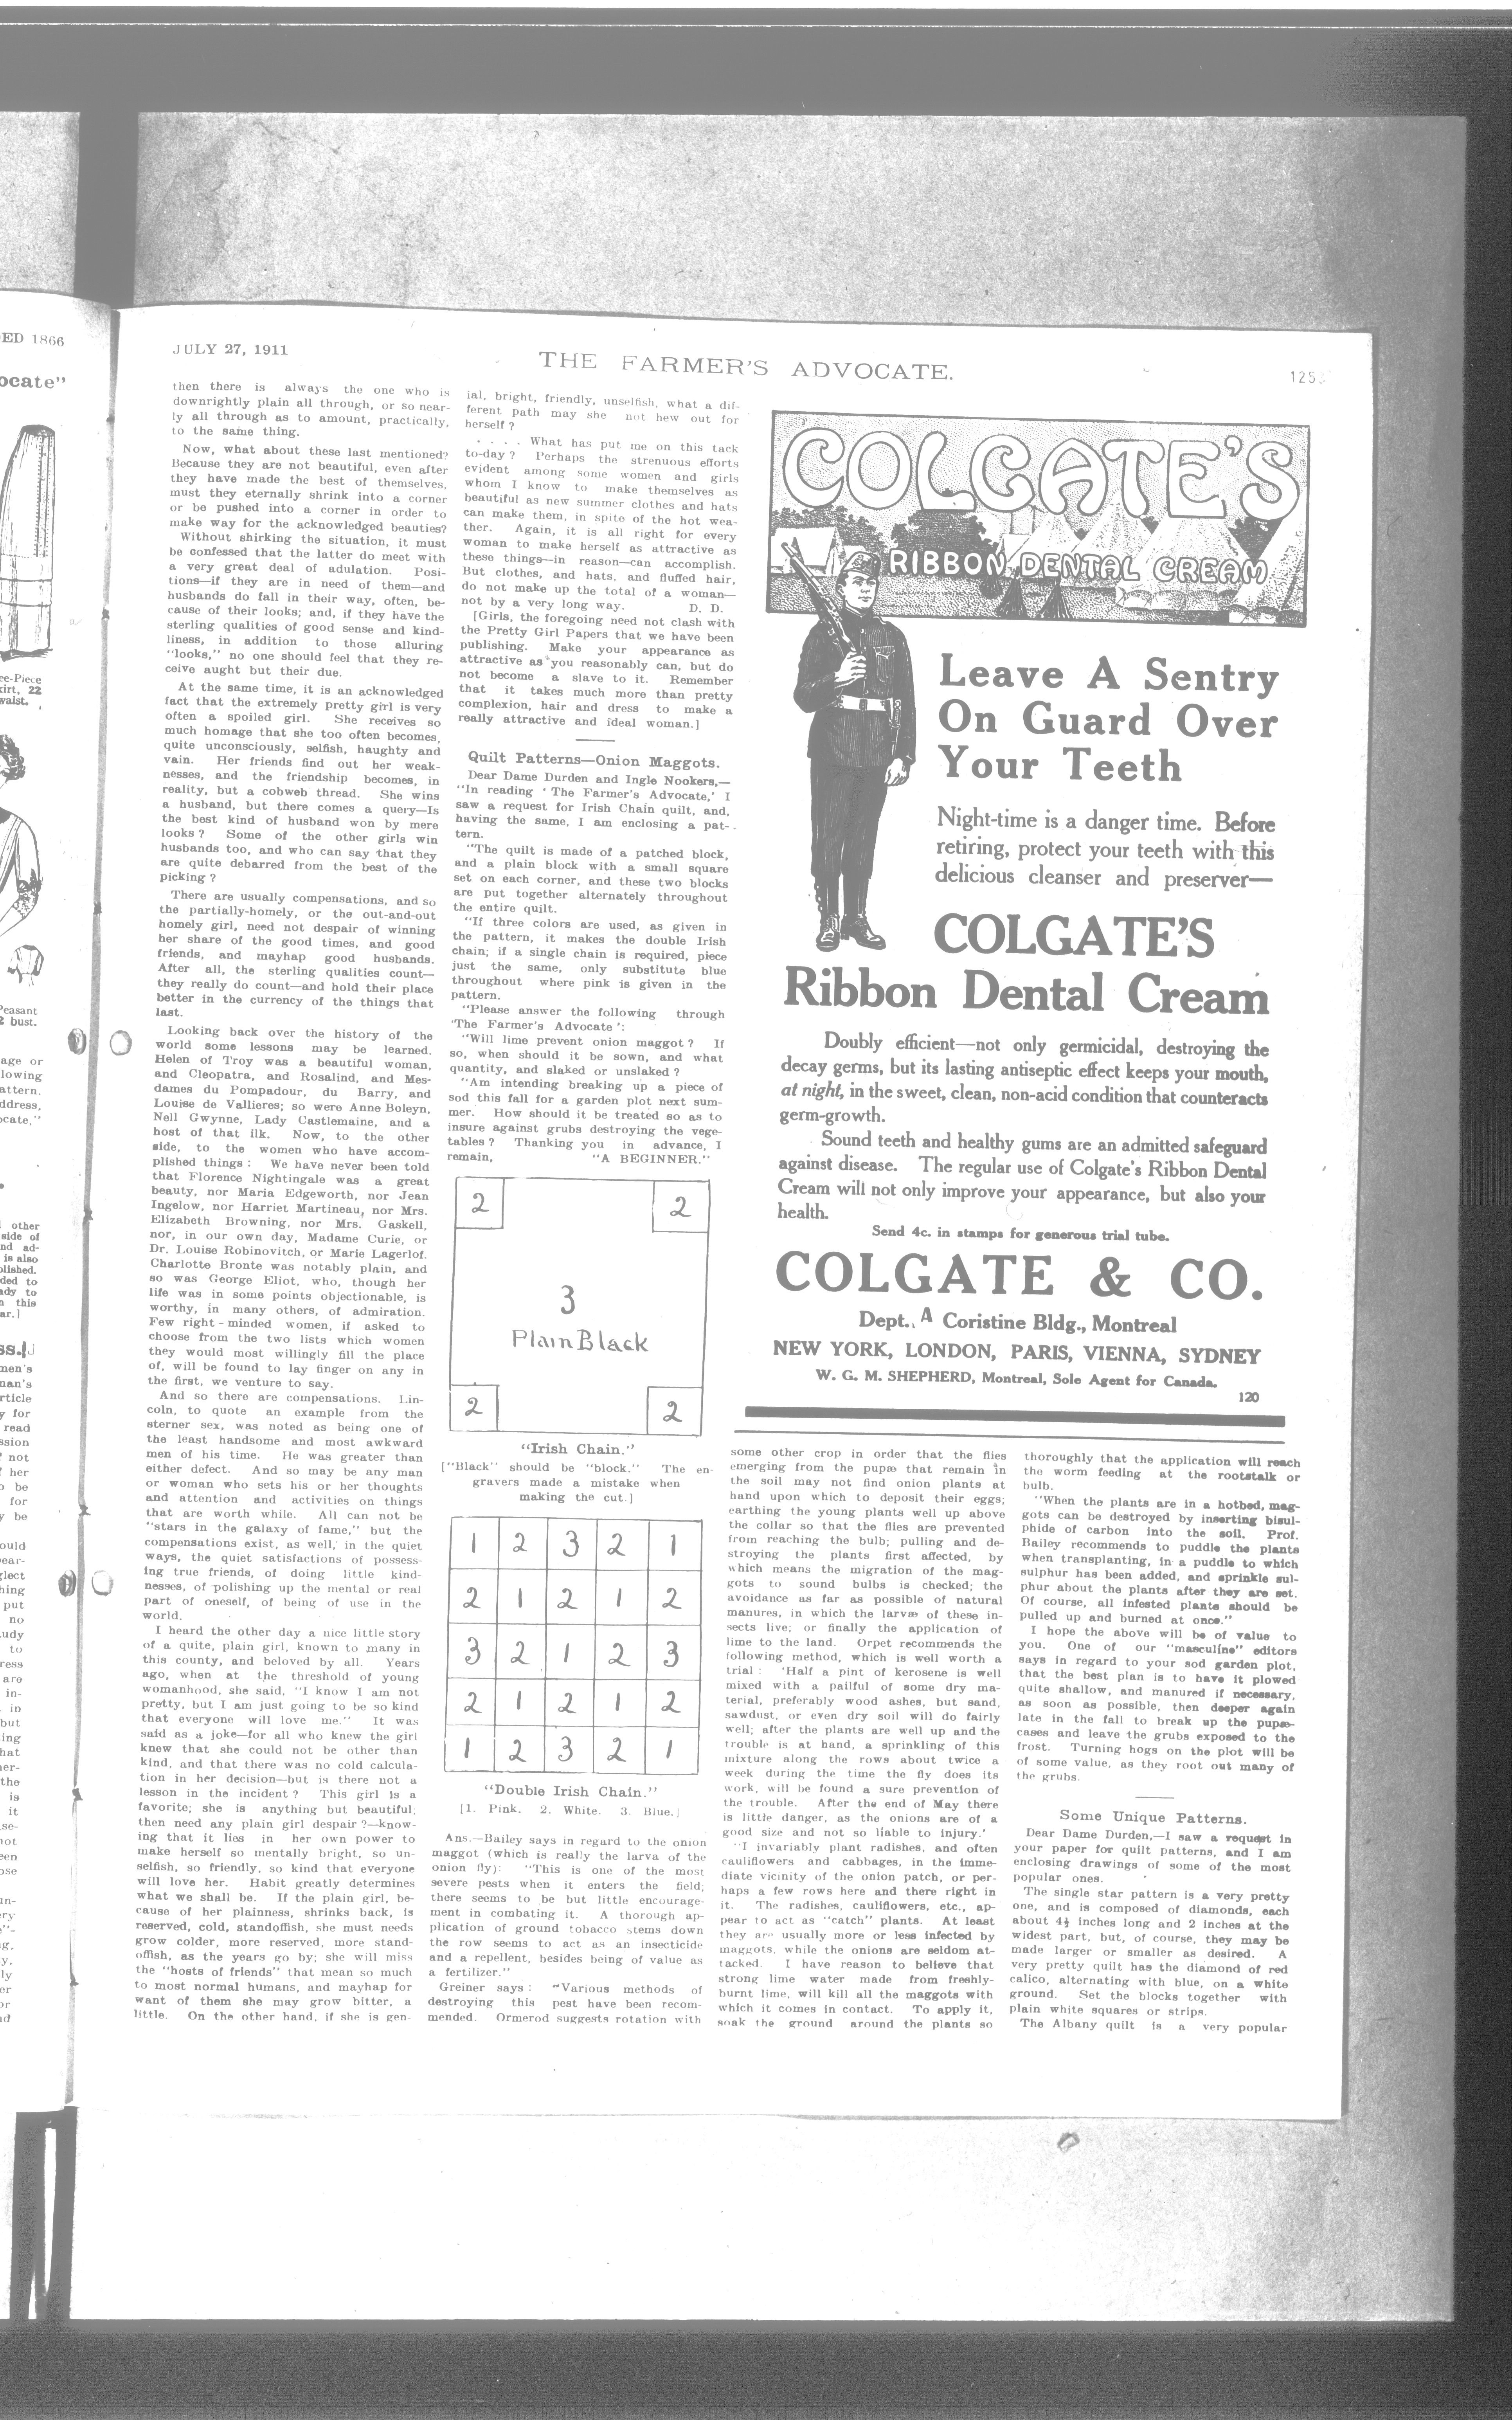 JULY 27, 1911
THE FARMER'S ADVOCATE.
then there is always the one who is
downrightly plain all through, or so near-
ly all through as to amount, practically,
to the same thing.
Now, what about these last mentioned?
Because they are not beautiful, even after
they have made the best of themselves,
must they eternally shrink into a corner
or be pushed into a corner in order to
make way for the acknowledged beauties?
Without shirking the situation, it must
be confessed that the latter do meet with
a very great deal of adulation. Posi-
tions—if they are in need of them—and
husbands do fall in their way, often, be-
cause of their looks; and, if they have the
sterling qualities of good sense and kind-
liness, in addition to those alluring
"looks," no one should feel that they re-
ceive aught but their due.
At the same time, it is an acknowledged
fact that the extremely pretty girl is very
often a spoiled girl. She receives so
much homage that she too often becomes,
quite unconsciously, selfish, haughty and
vain. Her friends find out her weak-
nesses, and the friendship becomes, in
reality, but a cobweb thread. She wins
a husband, but there comes a query—Is
the best kind of husband won by mere
looks? Some of the other girls win
husbands too, and who can say that they
are quite debarred from the best of the
picking?
There are usually compensations, and so
the partially-homely, or the out-and-out
homely girl, need not despair of winning
her share of the good times, and good
friends, and mayhap good husbands.
After all, the sterling qualities count—
they really do count—and hold their place
better in the currency of the things that
last.
Looking back over the history of the
world some lessons may be learned.
Helen of Troy was a beautiful woman,
and Cleopatra, and Rosalind, and Mes-
dames du Pompadour, du Barry, and
Louise de Vallieres; so were Anne Boleyn,
Nell Gwynne, Lady Castlemaine, and a
host of that ilk. Now, to the other
side, to the women who have accom-
plished things: We have never been told
that Florence Nightingale was a great
beauty, nor Maria Edgeworth, nor Jean
Ingelow, nor Harriet Martineau, nor Mrs.
Elizabeth Browning, nor Mrs. Gaskell,
nor, in our own day, Madame Curie, or
Dr. Louise Robinovitch, or Marie Lagerlof.
Charlotte Bronte was notably plain, and
so was George Eliot, who, though her
life was in some points objectionable, is
worthy, in many others, of admiration.
Few right-minded women, if asked to
choose from the two lists which women
they would most willingly fill the place
of, will be found to lay finger on any in
the first, we venture to say.
And so there are compensations. Lin-
coln, to quote an example from the
sterner sex, was noted as being one of
the least handsome and most awkward
men of his time. He was greater than
either defect. And so may be any man
or woman who sets his or her thoughts
and attention and activities on things
that are worth while. All can not be
"stars in the galaxy of fame," but the
compensations exist, as well, in the quiet
ways, the quiet satisfactions of possess-
ing true friends, of doing little kind-
nesses, of polishing up the mental or real
part of oneself, of being of use in the
world.
I heard the other day a nice little story
of a quite, plain girl, known to many in
this county, and beloved by all. Years
ago, when at the threshold of young
womanhood, she said, "I know I am not
pretty, but I am just going to be so kind
that everyone will love me." It was
said as a joke—for all who knew the girl
knew that she could not be other than
kind, and that there was no cold calcula-
tion in her decision—but is there not a
lesson in the incident? This girl is a
favorite; she is anything but beautiful;
then need any plain girl despair?—know-
ing that it lies in her own power to
make herself so mentally bright, so un-
selfish, so friendly, so kind that everyone
will love her. Habit greatly determines
what we shall be. If the plain girl, be-
cause of her plainness, shrinks back, is
reserved, cold, standoffish, she must needs
grow colder, more reserved, more stand-
offish, as the years go by; she will miss
the "hosts of friends" that mean so much
to most normal humans, and mayhap for
want of them she may grow bitter, a
little. On the other hand, if she is gen-
ial, bright, friendly, unselfish, what a dif-
ferent path may she not hew out for
herself?
. . . . What has put me on this tack
to-day? Perhaps the strenuous efforts
evident among some women and girls
whom I know to make themselves as
beautiful as new summer clothes and hats
can make them, in spite of the hot wea-
ther. Again, it is all right for every
woman to make herself as attractive as
these things—in reason—can accomplish.
But clothes, and hats, and fluffed hair,
do not make up the total of a woman—
not by a very long way. D. D.
[Girls, the foregoing need not clash with
the Pretty Girl Papers that we have been
publishing. Make your appearance as
attractive as you reasonably can, but do
not become a slave to it. Remember
that it takes much more than pretty
complexion, hair and dress to make a
really attractive and ideal woman.]
Quilt Patterns—Onion Maggots.
Dear Dame Durden and Ingle Nookers,—
"In reading 'The Farmer's Advocate,' I
saw a request for Irish Chain quilt, and,
having the same, I am enclosing a pat-
tern.
"The quilt is made of a patched block,
and a plain block with a small square
set on each corner, and these two blocks
are put together alternately throughout
the entire quilt.
"If three colors are used, as given in
the pattern, it makes the double Irish
chain; if a single chain is required, piece
just the same, only substitute blue
throughout where pink is given in the
pattern.
"Please answer the following through
'The Farmer's Advocate':
"Will lime prevent onion maggot? If
so, when should it be sown, and what
quantity, and slaked or unslaked?
"Am intending breaking up a piece of
sod this fall for a garden plot next sum-
mer. How should it be treated so as to
insure against grubs destroying the vege-
tables? Thanking you in advance, I
remain, "A BEGINNER."
2 2
3
Plain Black
2 2
"Irish Chain."
["Black" should be "block." The en-
gravers made a mistake when
making the cut.]
1 2 3 2 1
2 1 2 1 2
3 2 1 2 3
2 1 2 1 2
1 2 3 2 1
"Double Irish Chain."
[1. Pink. 2. White. 3. Blue.]
Ans.—Bailey says in regard to the onion
maggot (which is really the larva of the
onion fly): "This is one of the most
severe pests when it enters the field;
there seems to be but little encourage-
ment in combating it. A thorough ap-
plication of ground tobacco stems down
the row seems to act as an insecticide
and a repellent, besides being of value as
a fertilizer."
Greiner says: "Various methods of
destroying this pest have been recom-
mended. Ormerod suggests rotation with
COLGATE'S
RIBBON DENTAL CREAM
Leave A Sentry
On Guard Over
Your Teeth
Night-time is a danger time. Before
retiring, protect your teeth with this
delicious cleanser and preserver—
COLGATE'S
Ribbon Dental Cream
Doubly efficient—not only germicidal, destroying the
decay germs, but its lasting antiseptic effect keeps your mouth,
at night, in the sweet, clean, non-acid condition that counteracts
germ-growth.
Sound teeth and healthy gums are an admitted safeguard
against disease. The regular use of Colgate's Ribbon Dental
Cream will not only improve your appearance, but also your
health.
Send 4c. in stamps for generous trial tube.
COLGATE & CO.
Dept. A Coristine Bldg., Montreal
NEW YORK, LONDON, PARIS, VIENNA, SYDNEY
W. G. M. SHEPHERD, Montreal, Sole Agent for Canada.
120
some other crop in order that the flies
emerging from the pupæ that remain in
the soil may not find onion plants at
hand upon which to deposit their eggs;
earthing the young plants well up above
the collar so that the flies are prevented
from reaching the bulb; pulling and de-
stroying the plants first affected, by
which means the migration of the mag-
gots to sound bulbs is checked; the
avoidance as far as possible of natural
manures, in which the larvæ of these in-
sects live; or finally the application of
lime to the land. Orpet recommends the
following method, which is well worth a
trial: 'Half a pint of kerosene is well
mixed with a pailful of some dry ma-
terial, preferably wood ashes, but sand,
sawdust, or even dry soil will do fairly
well; after the plants are well up and the
trouble is at hand, a sprinkling of this
mixture along the rows about twice a
week during the time the fly does its
work, will be found a sure prevention of
the trouble. After the end of May there
is little danger, as the onions are of a
good size and not so liable to injury.'
"I invariably plant radishes, and often
cauliflowers and cabbages, in the imme-
diate vicinity of the onion patch, or per-
haps a few rows here and there right in
it. The radishes, cauliflowers, etc., ap-
pear to act as "catch" plants. At least
they are usually more or less infected by
maggots, while the onions are seldom at-
tacked. I have reason to believe that
strong lime water made from freshly-
burnt lime, will kill all the maggots with
which it comes in contact. To apply it,
soak the ground around the plants so
thoroughly that the application will reach
the worm feeding at the rootstalk or
bulb.
"When the plants are in a hotbed, mag-
gots can be destroyed by inserting bisul-
phide of carbon into the soil. Prof.
Bailey recommends to puddle the plants
when transplanting, in a puddle to which
sulphur has been added, and sprinkle sul-
phur about the plants after they are set.
Of course, all infested plants should be
pulled up and burned at once."
I hope the above will be of value to
you. One of our "masculine" editors
says in regard to your sod garden plot,
that the best plan is to have it plowed
quite shallow, and manured if necessary,
as soon as possible, then deeper again
late in the fall to break up the pupæ-
cases and leave the grubs exposed to the
frost. Turning hogs on the plot will be
of some value, as they root out many of
the grubs.
Some Unique Patterns.
Dear Dame Durden,—I saw a request in
your paper for quilt patterns, and I am
enclosing drawings of some of the most
popular ones.
The single star pattern is a very pretty
one, and is composed of diamonds, each
about 4½ inches long and 2 inches at the
widest part, but, of course, they may be
made larger or smaller as desired. A
very pretty quilt has the diamond of red
calico, alternating with blue, on a white
ground. Set the blocks together with
plain white squares or strips.
The Albany quilt is a very popular